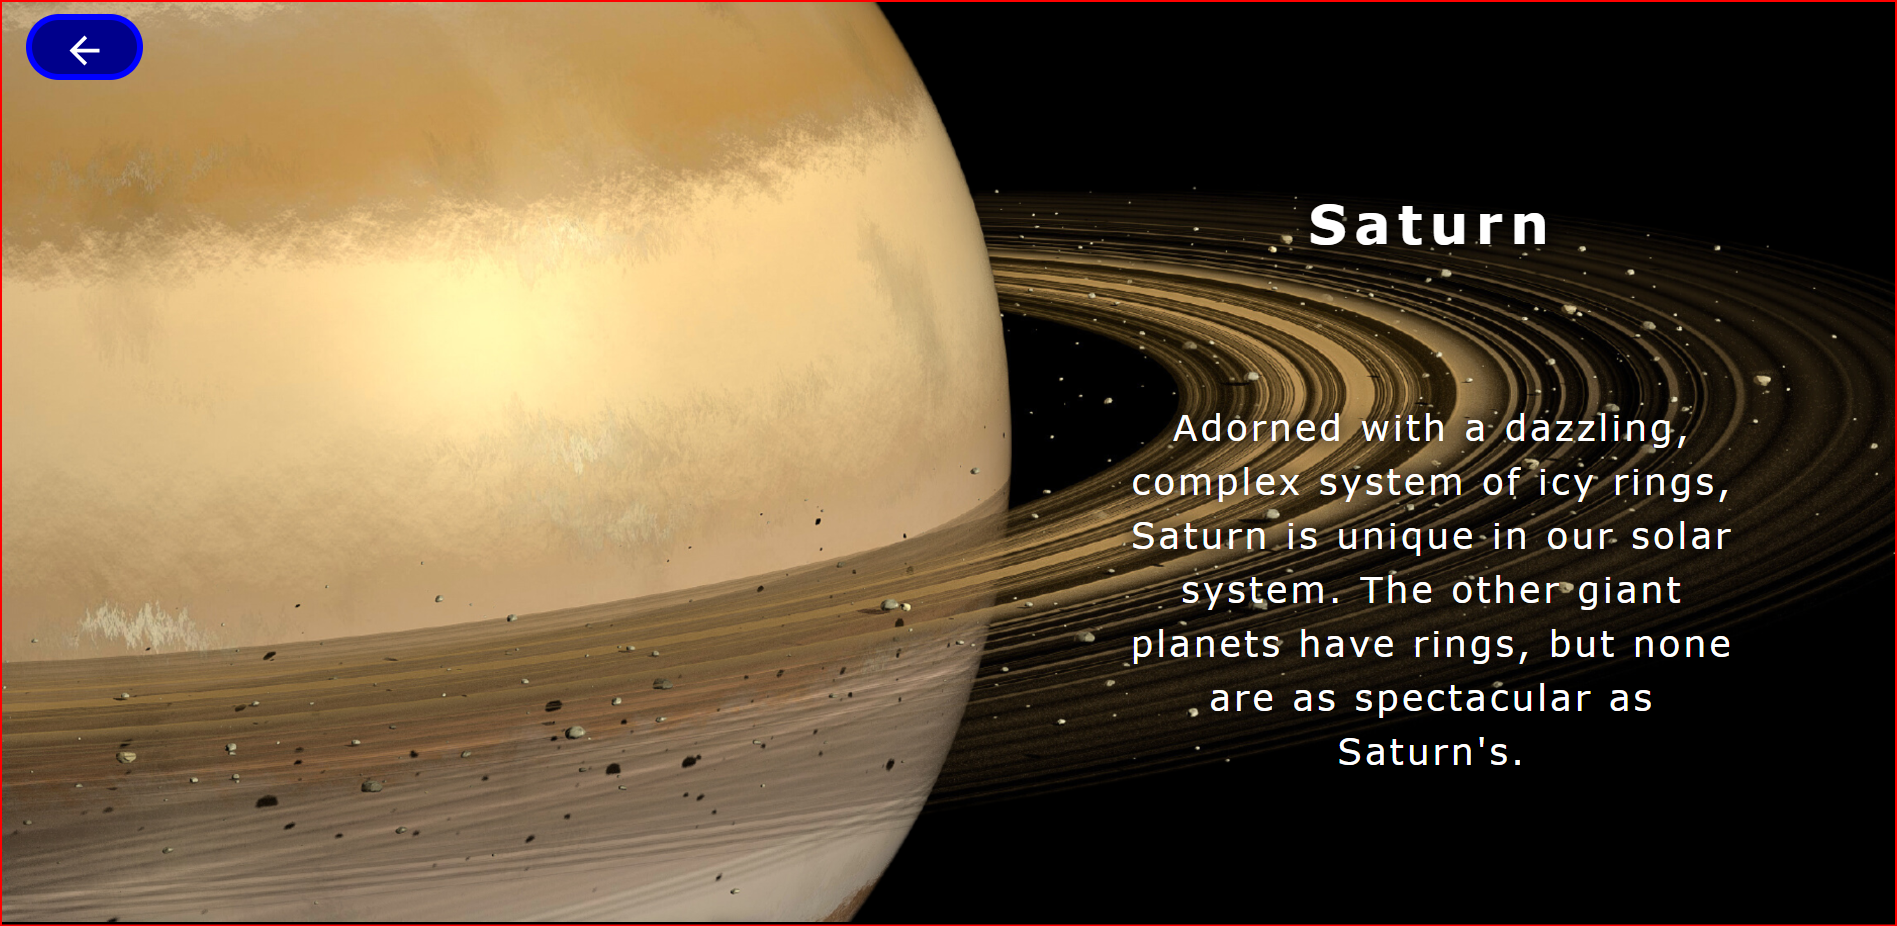 Saturn
Adorned with a dazzling,
complex system of icy rings,
Saturn is unique in our solar
system. The other giant
planets have rings, but none
are as spectacular as
Saturn's.